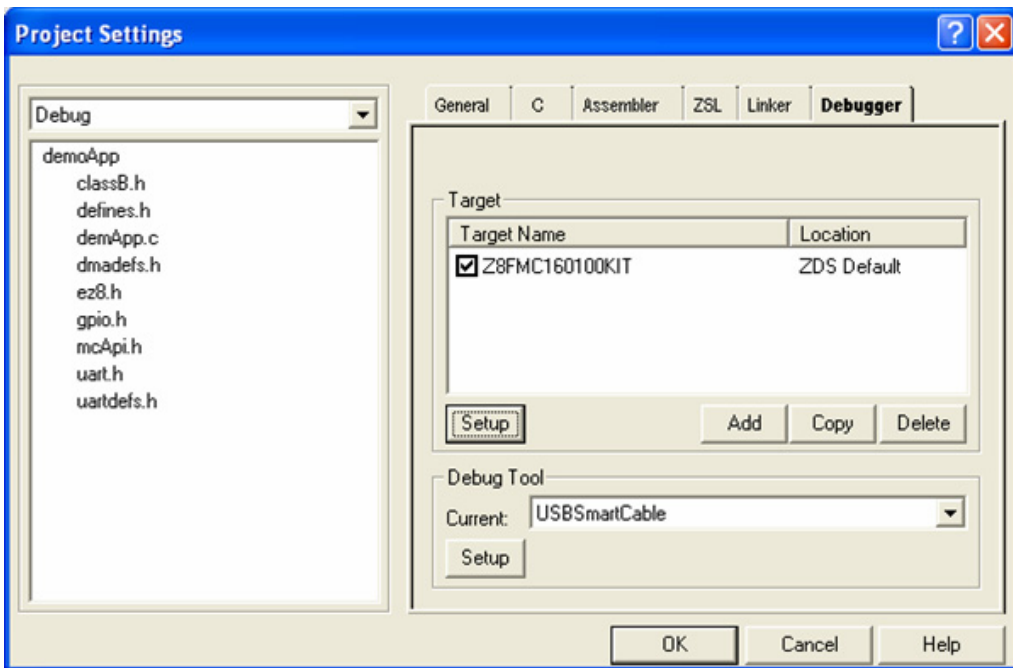 Project Settings
Debug
demoApp
classB.h
defines.h
demApp.c
dmadefs.h
ez8.h
gpio.h
mcApi.h
uart.h
uartdefs.h
General C Assembler ZSL Linker Debugger
Target
Target Name Location
Z8FMC160100KIT ZDS Default
Setup Add Copy Delete
Debug Tool
Current: USBSmartCable
Setup
OK Cancel Help